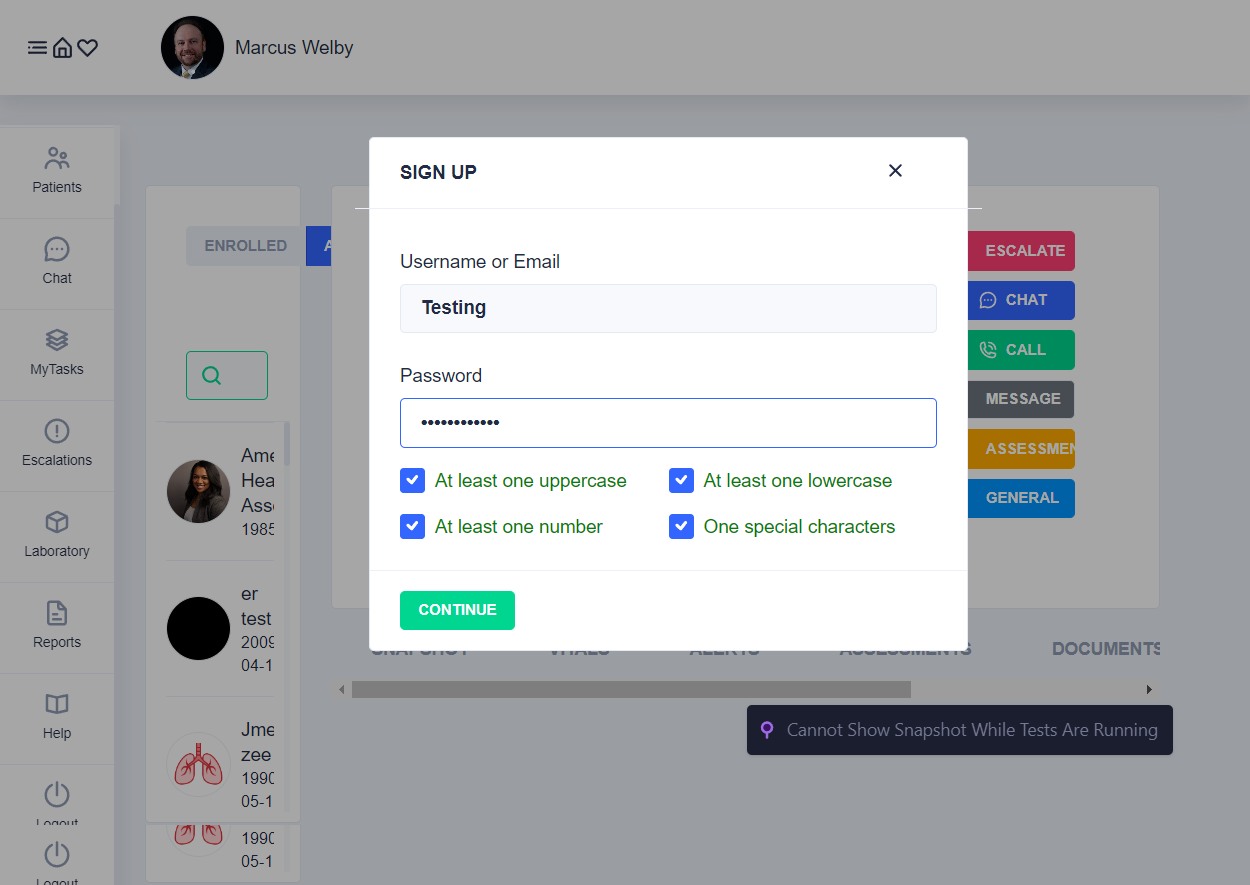 Marcus Welby
Patients
Chat
MyTasks
Escalations
Laboratory
Reports
Help
Logout
Logout
ENROLLED
A
Ame
Hea
Ass
1985
er
test
2009
04-1
Jme
zee
1990
05-1
1990
05-1
SIGN UP
Username or Email
Testing
Password
••••••••••••
At least one uppercase
At least one lowercase
At least one number
One special characters
CONTINUE
ESCALATE
CHAT
CALL
MESSAGE
ASSESSMEN
GENERAL
SNAPSHOT
VITALS
ALERTS
ASSESSMENTS
DOCUMENTS
Cannot Show Snapshot While Tests Are Running